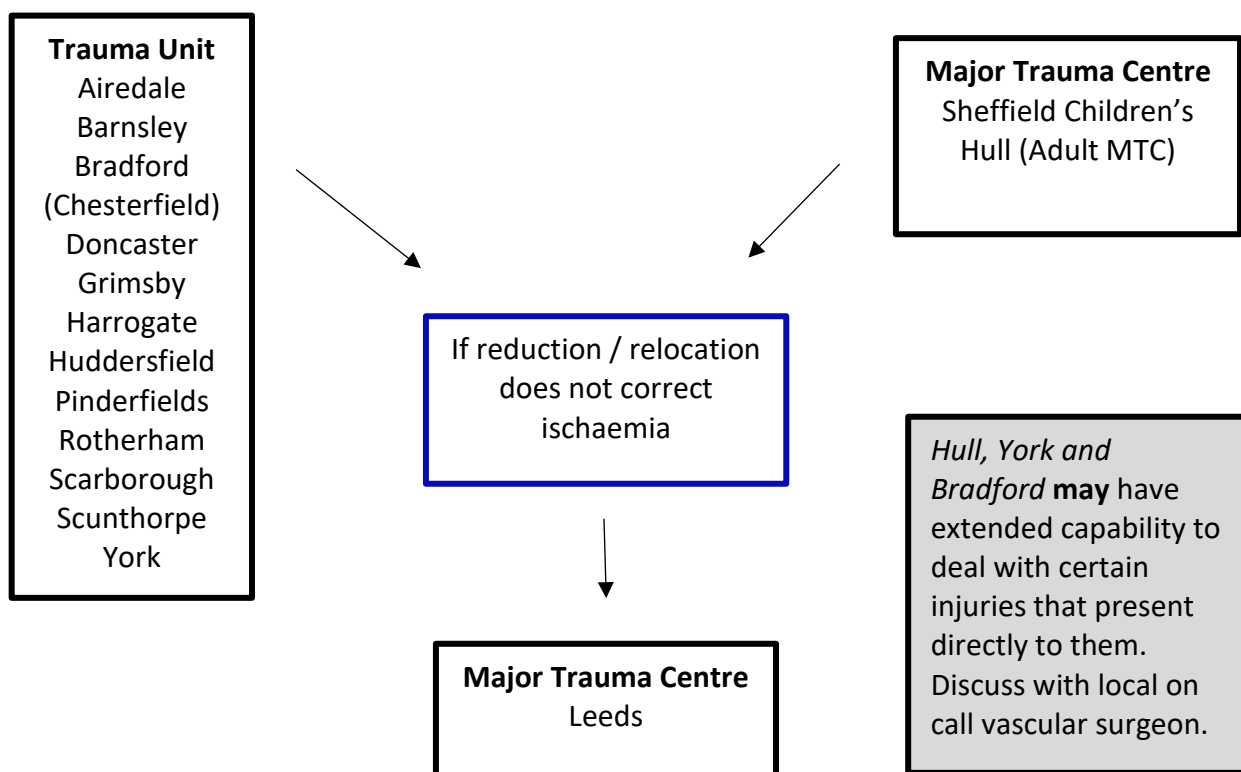 Trauma Unit
Airedale
Barnsley
Bradford
(Chesterfield)
Doncaster
Grimsby
Harrogate
Huddersfield
Pinderfields
Rotherham
Scarborough
Scunthorpe
York
Major Trauma Centre
Sheffield Children’s
Hull (Adult MTC)
If reduction / relocation
does not correct
ischaemia
Hull, York and
Bradford may have
extended capability to
deal with certain
injuries that present
directly to them.
Discuss with local on
call vascular surgeon.
Major Trauma Centre
Leeds